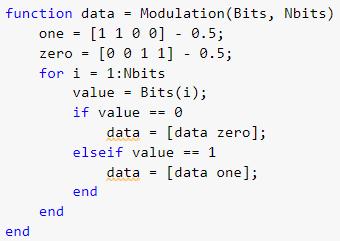 function data = Modulation(Bits, Nbits)
    one = [1 1 0 0] - 0.5;
    zero = [0 0 1 1] - 0.5;
    for i = 1:Nbits
        value = Bits(i);
        if value == 0
            data = [data zero];
        elseif value == 1
            data = [data one];
        end
    end
end